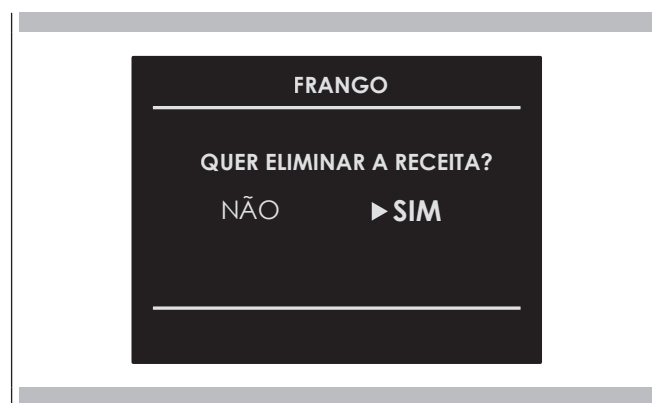 FRANGO
QUER ELIMINAR A RECEITA?
NÃO ▶SIM